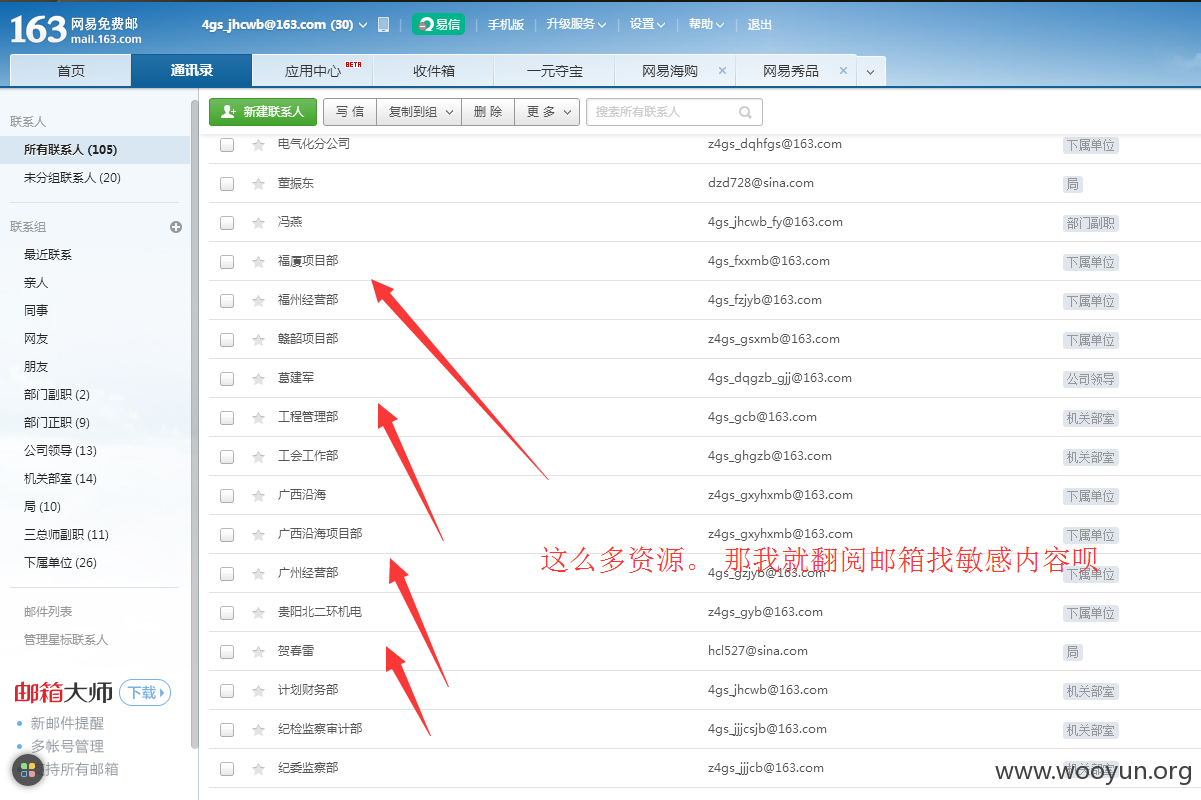 163 网易免费邮
mail.163.com
4gs_jhcwb@163.com (30)
易信
手机版
升级服务
设置
帮助
退出
首页
通讯录
应用中心 BETA
收件箱
一元夺宝
网易海购 ×
网易秀品 ×
新建联系人
写 信
复制到组
删 除
更 多
搜索所有联系人
联系人
所有联系人 (105)
未分组联系人 (20)
联系组
最近联系
亲人
同事
网友
朋友
部门副职 (2)
部门正职 (9)
公司领导 (13)
机关部室 (14)
局 (10)
三总师副职 (11)
下属单位 (26)
邮件列表
管理星标联系人
邮箱大师 下载
新邮件提醒
多帐号管理
持所有邮箱
电气化分公司 z4gs_dqhfgs@163.com 下属单位
董振东 dzd728@sina.com 局
冯燕 4gs_jhcwb_fy@163.com 部门副职
福厦项目部 4gs_fxxmb@163.com 下属单位
福州经营部 4gs_fzjyb@163.com 下属单位
赣韶项目部 z4gs_gsxmb@163.com 下属单位
葛建军 4gs_dqgzb_gjj@163.com 公司领导
工程管理部 4gs_gcb@163.com 机关部室
工会工作部 4gs_ghgzb@163.com 机关部室
广西沿海 z4gs_gxyhxmb@163.com 下属单位
广西沿海项目部 z4gs_gxyhxmb@163.com 下属单位
这么多资源。 那我就翻阅邮箱找敏感内容呗
广州经营部 4gs_gzjyb@163.com 下属单位
贵阳北二环机电 z4gs_gyb@163.com 下属单位
贺春雷 hcl527@sina.com 局
计划财务部 4gs_jhcwb@163.com 机关部室
纪检监察审计部 4gs_jjjcsjb@163.com 机关部室
纪委监察部 z4gs_jjjcb@163.com 机关部室
www.wooyun.org